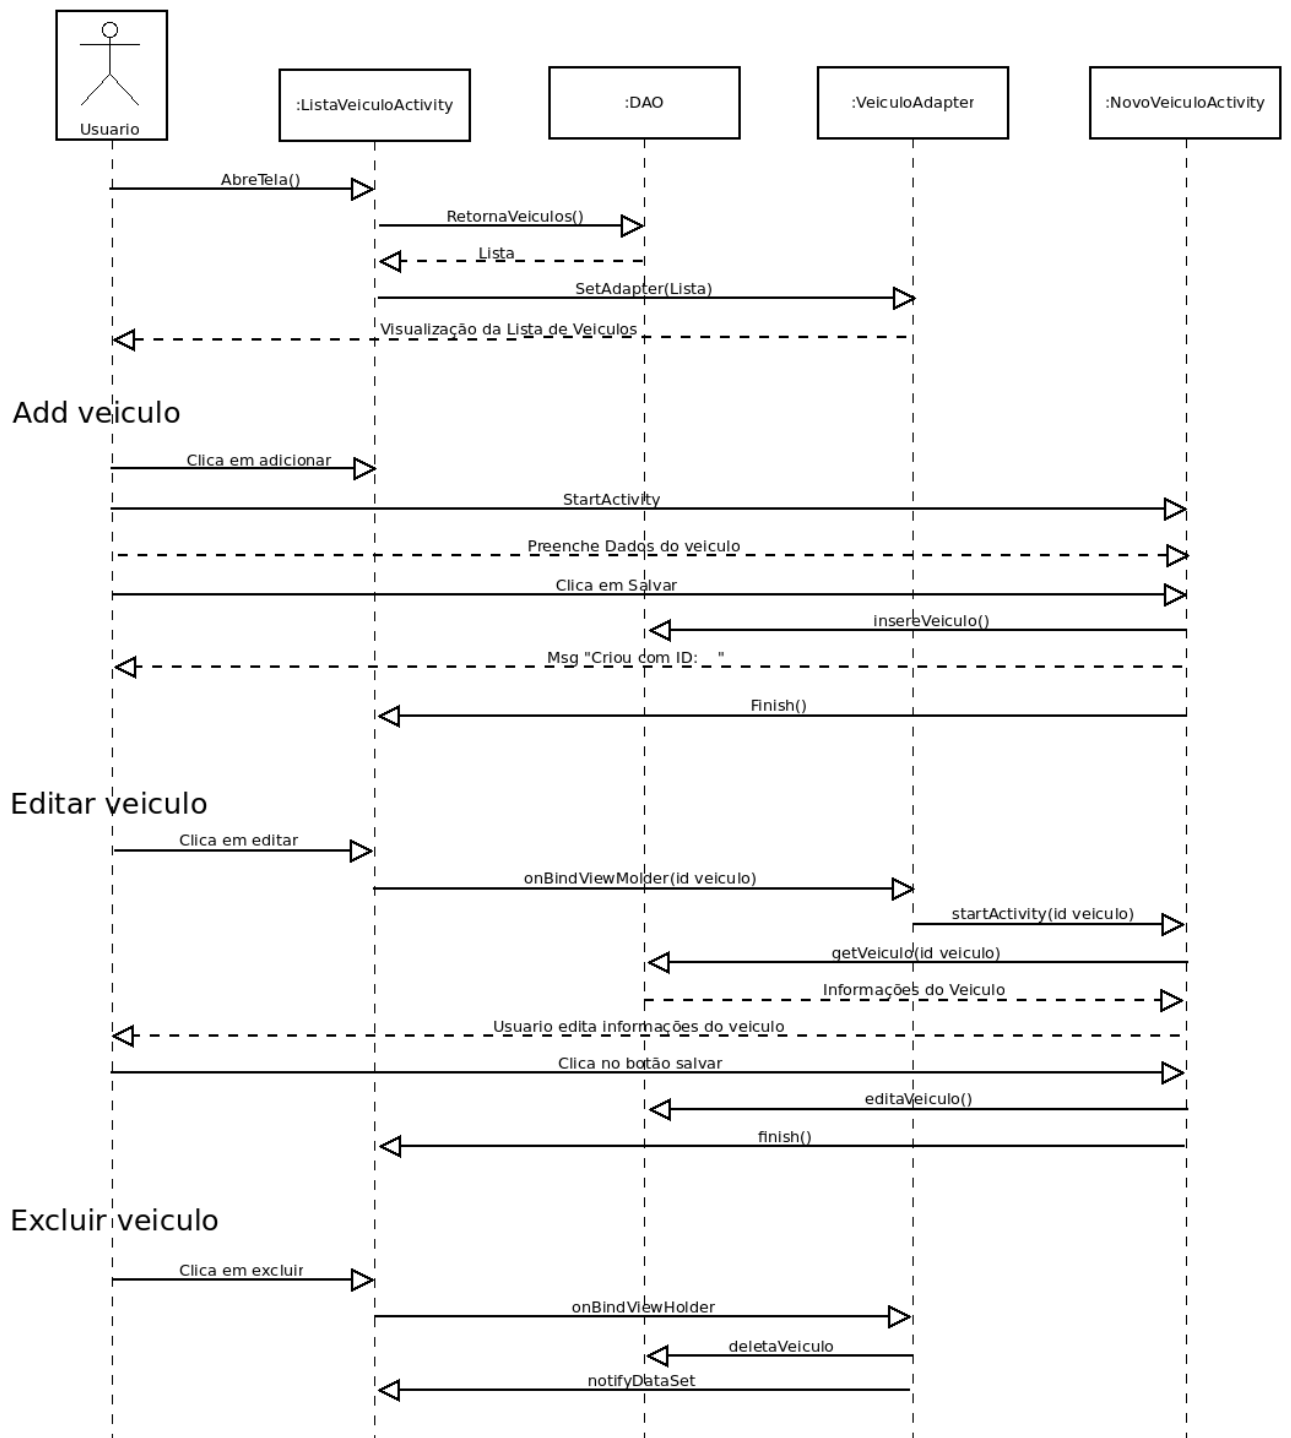 Usuario
:ListaVeiculoActivity
:DAO
:VeiculoAdapter
:NovoVeiculoActivity
AbreTela()
RetornaVeiculos()
Lista
SetAdapter(Lista)
Visualização da Lista de Veiculos
Add veiculo
Clica em adicionar
StartActivity
Preenche Dados do veiculo
Clica em Salvar
insereVeiculo()
Msg "Criou com ID: "
Finish()
Editar veiculo
Clica em editar
onBindViewMolder(id veiculo)
startActivity(id veiculo)
getVeiculo(id veiculo)
Informações do Veiculo
Usuario edita informações do veiculo
Clica no botão salvar
editaVeiculo()
finish()
Excluir veiculo
Clica em excluir
onBindViewHolder
deletaVeiculo
notifyDataSet